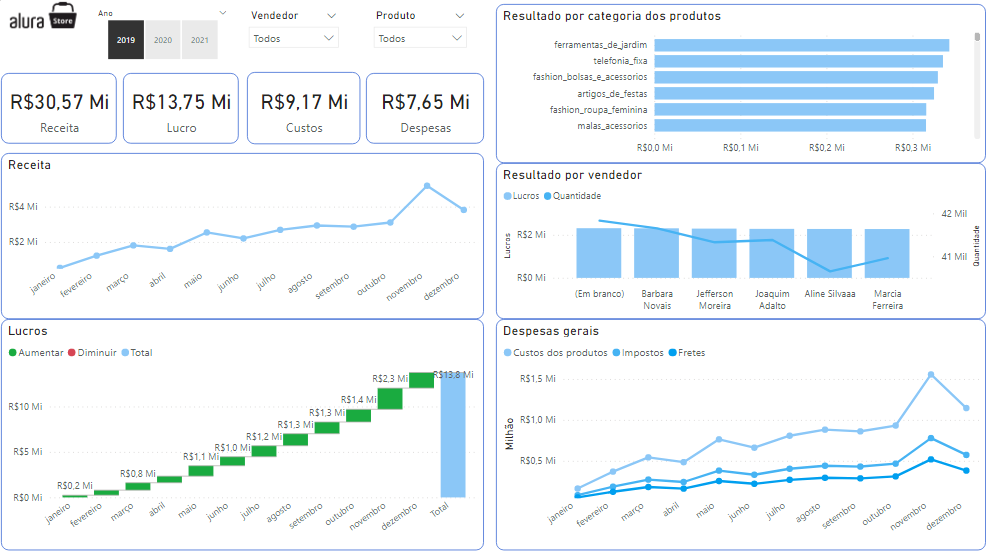 alura Store
Ano
2019 2020 2021
Vendedor
Todos
Produto
Todos
R$30,57 Mi
Receita
R$13,75 Mi
Lucro
R$9,17 Mi
Custos
R$7,65 Mi
Despesas
Receita
R$4 Mi
R$2 Mi
janeiro fevereiro março abril maio junho julho agosto setembro outubro novembro dezembro
Lucros
Aumentar Diminuir Total
R$10 Mi
R$5 Mi
R$0 Mi
R$0,2 Mi
R$0,8 Mi
R$1,1 Mi
R$1,0 Mi
R$1,2 Mi
R$1,3 Mi
R$1,3 Mi
R$1,4 Mi
R$2,3 Mi
R$13,8 Mi
janeiro fevereiro março abril maio junho julho agosto setembro outubro novembro dezembro Total
Resultado por categoria dos produtos
ferramentas_de_jardim
telefonia_fixa
fashion_bolsas_e_acessorios
artigos_de_festas
fashion_roupa_feminina
malas_acessorios
R$0,0 Mi R$0,1 Mi R$0,2 Mi R$0,3 Mi
Resultado por vendedor
Lucros Quantidade
Lucros
R$2 Mi
R$0 Mi
42 Mil
41 Mil
Quantidade
(Em branco)
Barbara
Novais
Jefferson
Moreira
Joaquim
Adalto
Aline Silvaaa
Marcia
Ferreira
Despesas gerais
Custos dos produtos Impostos Fretes
Milhão
R$1,5 Mi
R$1,0 Mi
R$0,5 Mi
janeiro fevereiro março abril maio junho julho agosto setembro outubro novembro dezembro